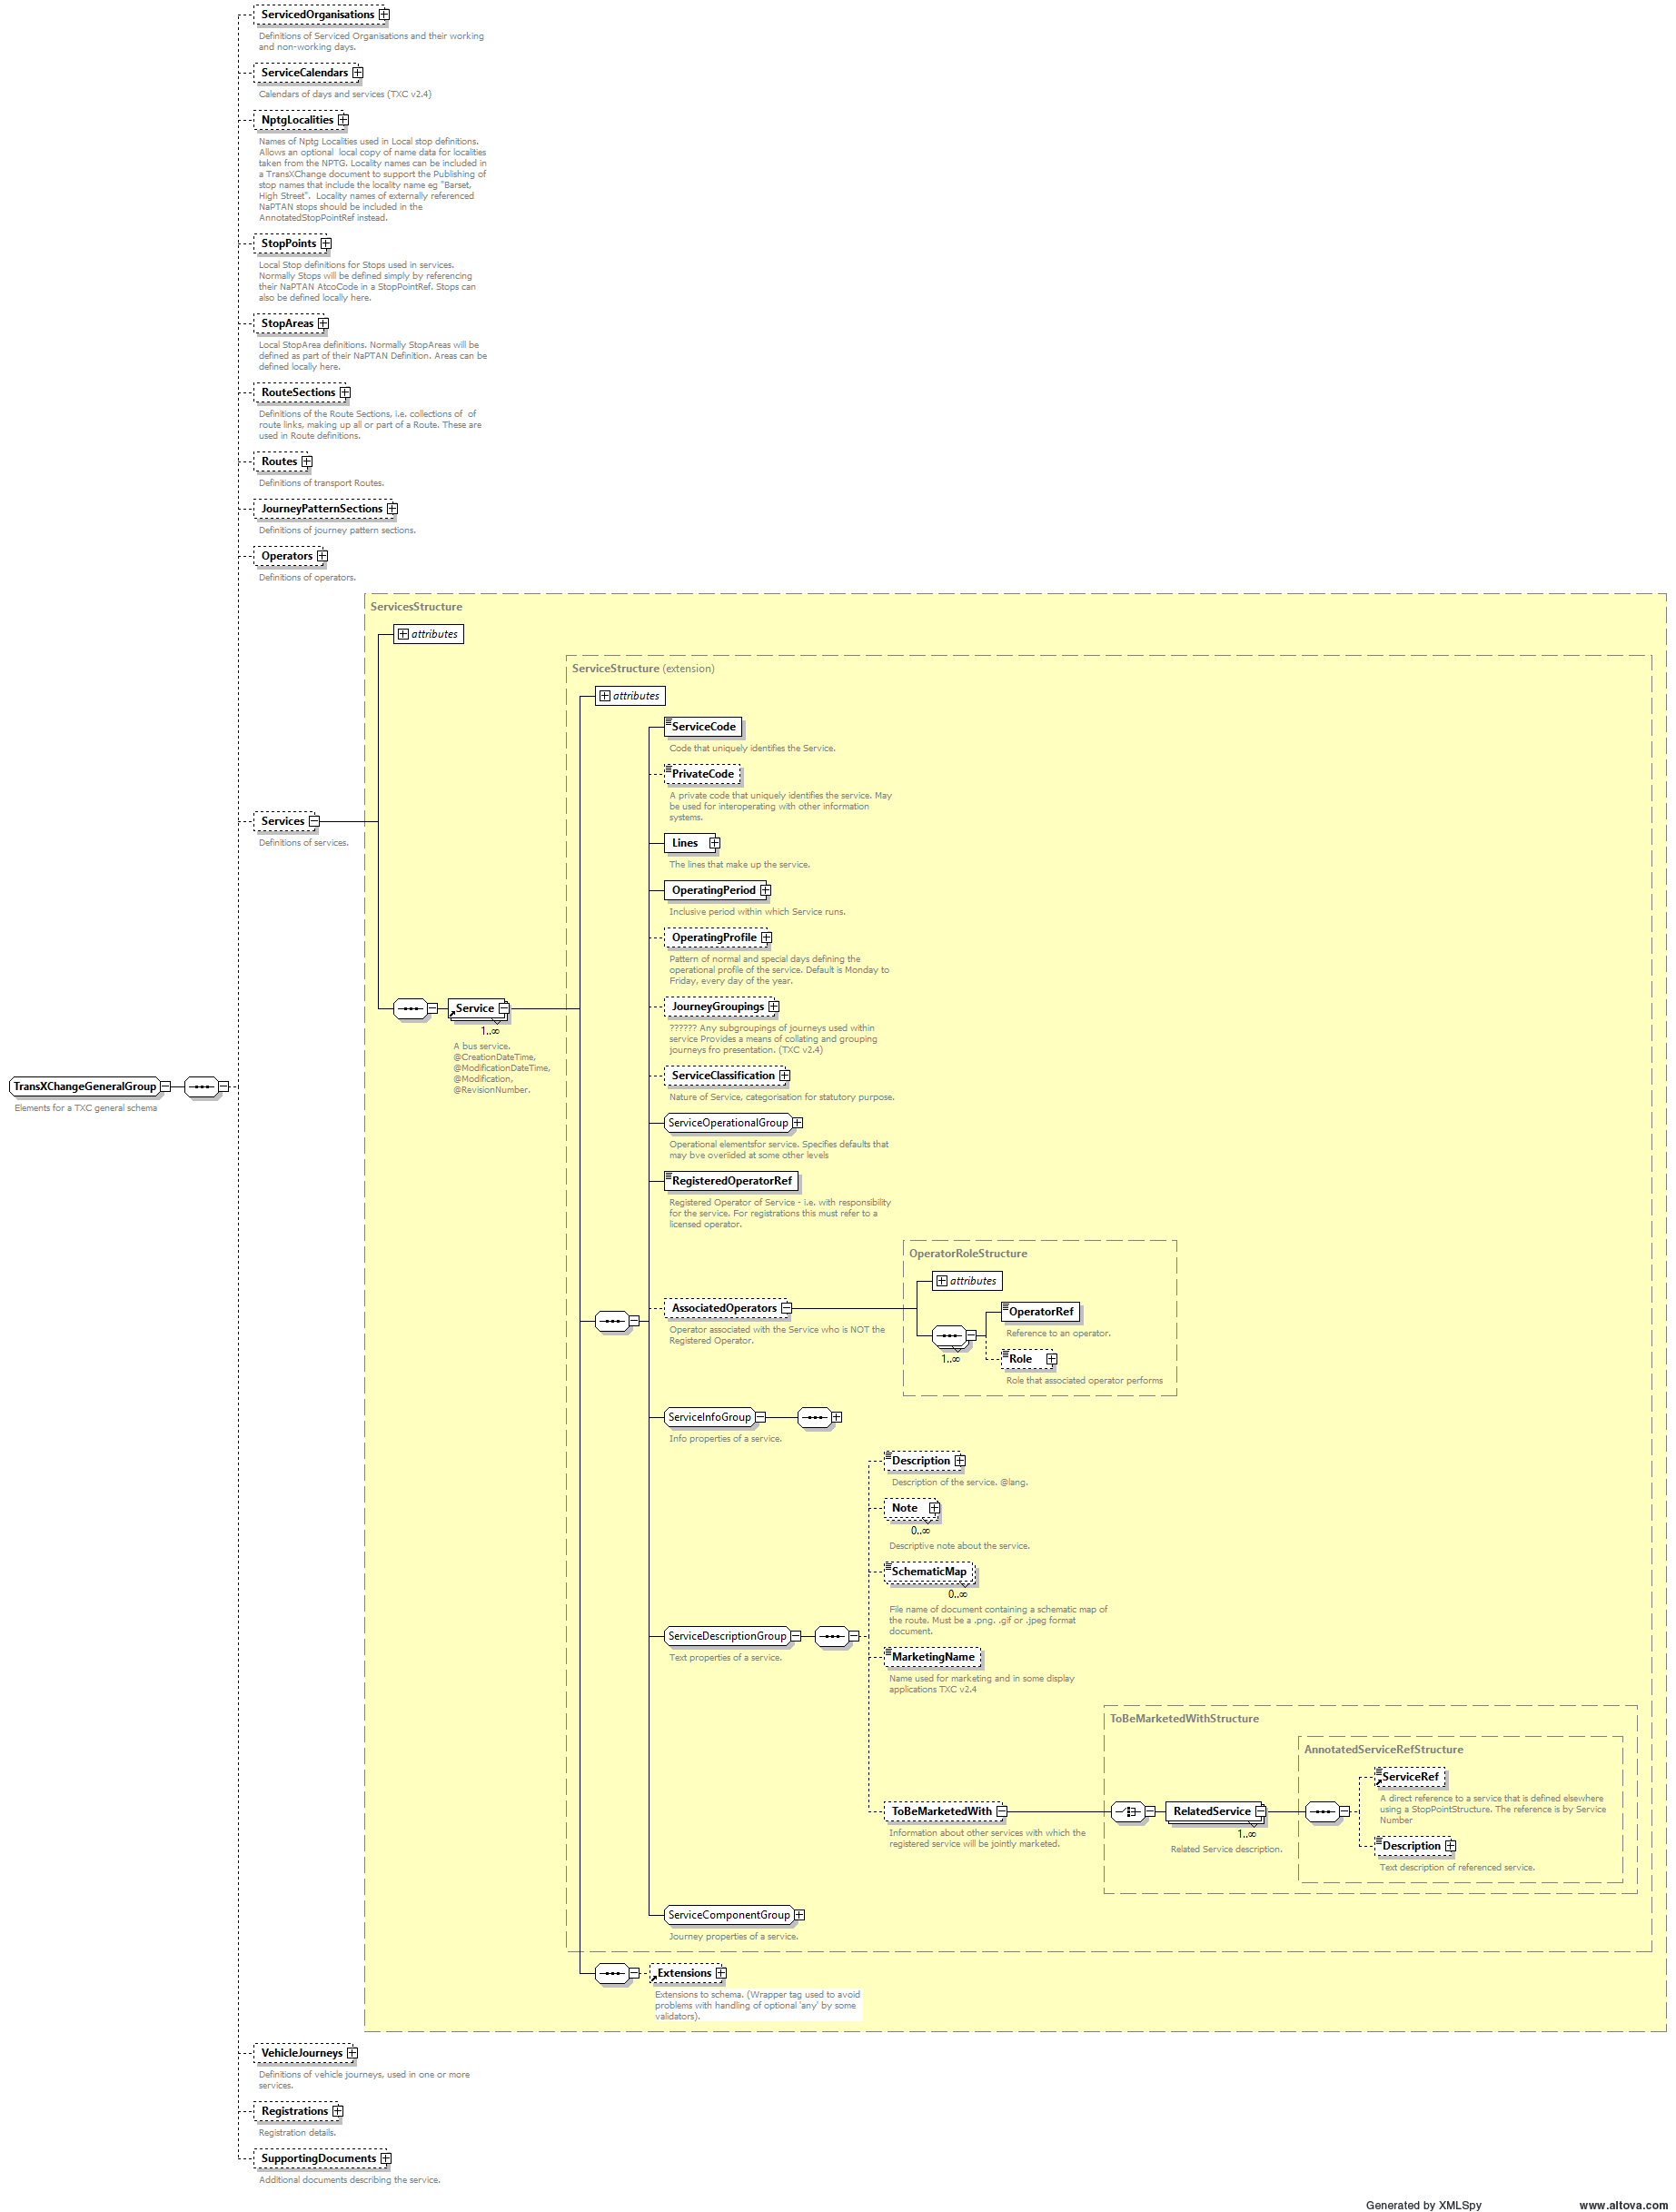 ServicedOrganisations
Definitions of Serviced Organisations and their working
and non-working days.
ServiceCalendars
Calendars of days and services (TXC v2.4)
NptgLocalities
Names of Nptg Localities used in Local stop definitions.
Allows an optional local copy of name data for localities
taken from the NPTG. Locality names can be included in
a TransXChange document to support the Publishing of
stop names that include the locality name eg "Barset,
High Street". Locality names of externally referenced
NaPTAN stops should be included in the
AnnotatedStopPointRef instead.
StopPoints
Local Stop definitions for Stops used in services.
Normally Stops will be defined simply by referencing
their NaPTAN AtcoCode in a StopPointRef. Stops can
also be defined locally here.
StopAreas
Local StopArea definitions. Normally StopAreas will be
defined as part of their NaPTAN Definition. Areas can be
defined locally here.
RouteSections
Definitions of the Route Sections, i.e. collections of of
route links, making up all or part of a Route. These are
used in Route definitions.
Routes
Definitions of transport Routes.
JourneyPatternSections
Definitions of journey pattern sections.
Operators
Definitions of operators.
ServicesStructure
attributes
ServiceStructure (extension)
attributes
ServiceCode
Code that uniquely identifies the Service.
PrivateCode
A private code that uniquely identifies the service. May
be used for interoperating with other information
systems.
Services
Definitions of services.
Lines
The lines that make up the service.
OperatingPeriod
Inclusive period within which Service runs.
OperatingProfile
Pattern of normal and special days defining the
operational profile of the service. Default is Monday to
Friday, every day of the year.
Service
1..∞
A bus service.
@CreationDateTime,
@ModificationDateTime,
@Modification,
@RevisionNumber.
JourneyGroupings
?????? Any subgroupings of journeys used within
service Provides a means of collating and grouping
journeys fro presentation. (TXC v2.4)
ServiceClassification
Nature of Service, categorisation for statutory purpose.
TransXChangeGeneralGroup
Elements for a TXC general schema
ServiceOperationalGroup
Operational elementsfor service. Specifies defaults that
may bve overiided at some other levels
RegisteredOperatorRef
Registered Operator of Service - i.e. with responsibility
for the service. For registrations this must refer to a
licensed operator.
OperatorRoleStructure
attributes
AssociatedOperators
Operator associated with the Service who is NOT the
Registered Operator.
1..∞
OperatorRef
Reference to an operator.
Role
Role that associated operator performs
ServiceInfoGroup
Info properties of a service.
Description
Description of the service. @lang.
Note
0..∞
Descriptive note about the service.
SchematicMap
0..∞
File name of document containing a schematic map of
the route. Must be a .png. .gif or .jpeg format
document.
ServiceDescriptionGroup
Text properties of a service.
MarketingName
Name used for marketing and in some display
applications TXC v2.4
ToBeMarketedWithStructure
AnnotatedServiceRefStructure
ServiceRef
A direct reference to a service that is defined elsewhere
using a StopPointStructure. The reference is by Service
Number
ToBeMarketedWith
Information about other services with which the
registered service will be jointly marketed.
RelatedService
1..∞
Related Service description.
Description
Text description of referenced service.
ServiceComponentGroup
Journey properties of a service.
Extensions
Extensions to schema. (Wrapper tag used to avoid
problems with handling of optional 'any' by some
validators).
VehicleJourneys
Definitions of vehicle journeys, used in one or more
services.
Registrations
Registration details.
SupportingDocuments
Additional documents describing the service.
Generated by XMLSpy
www.altova.com